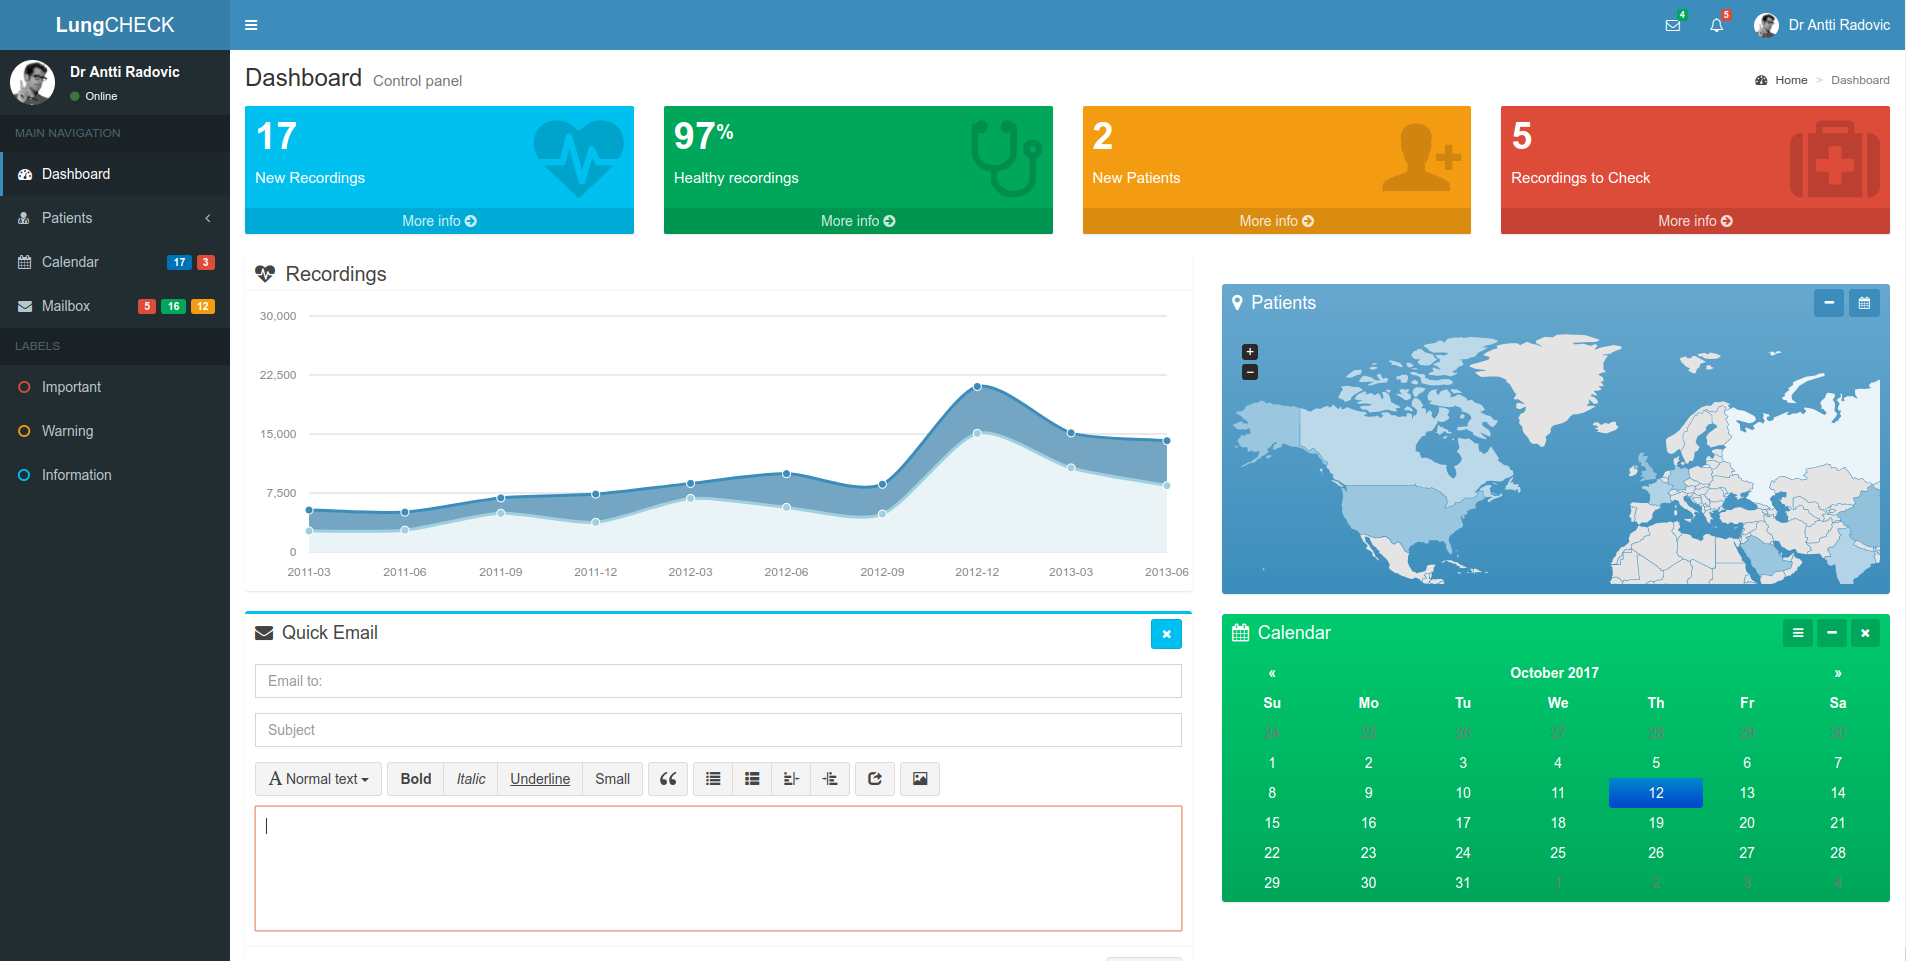 LungCHECK
4
5
Dr Antti Radovic
Dr Antti Radovic
Online
MAIN NAVIGATION
Dashboard
Patients
Calendar 17 3
Mailbox 5 16 12
LABELS
Important
Warning
Information
Dashboard Control panel
Home > Dashboard
17
New Recordings
More info
97%
Healthy recordings
More info
2
New Patients
More info
5
Recordings to Check
More info
Recordings
30,000
22,500
15,000
7,500
0
2011-03 2011-06 2011-09 2011-12 2012-03 2012-06 2012-09 2012-12 2013-03 2013-06
Patients
+
−
Quick Email
Email to:
Subject
A Normal text Bold Italic Underline Small
Calendar
« October 2017 »
Su Mo Tu We Th Fr Sa
24 25 26 27 28 29 30
1 2 3 4 5 6 7
8 9 10 11 12 13 14
15 16 17 18 19 20 21
22 23 24 25 26 27 28
29 30 31 1 2 3 4